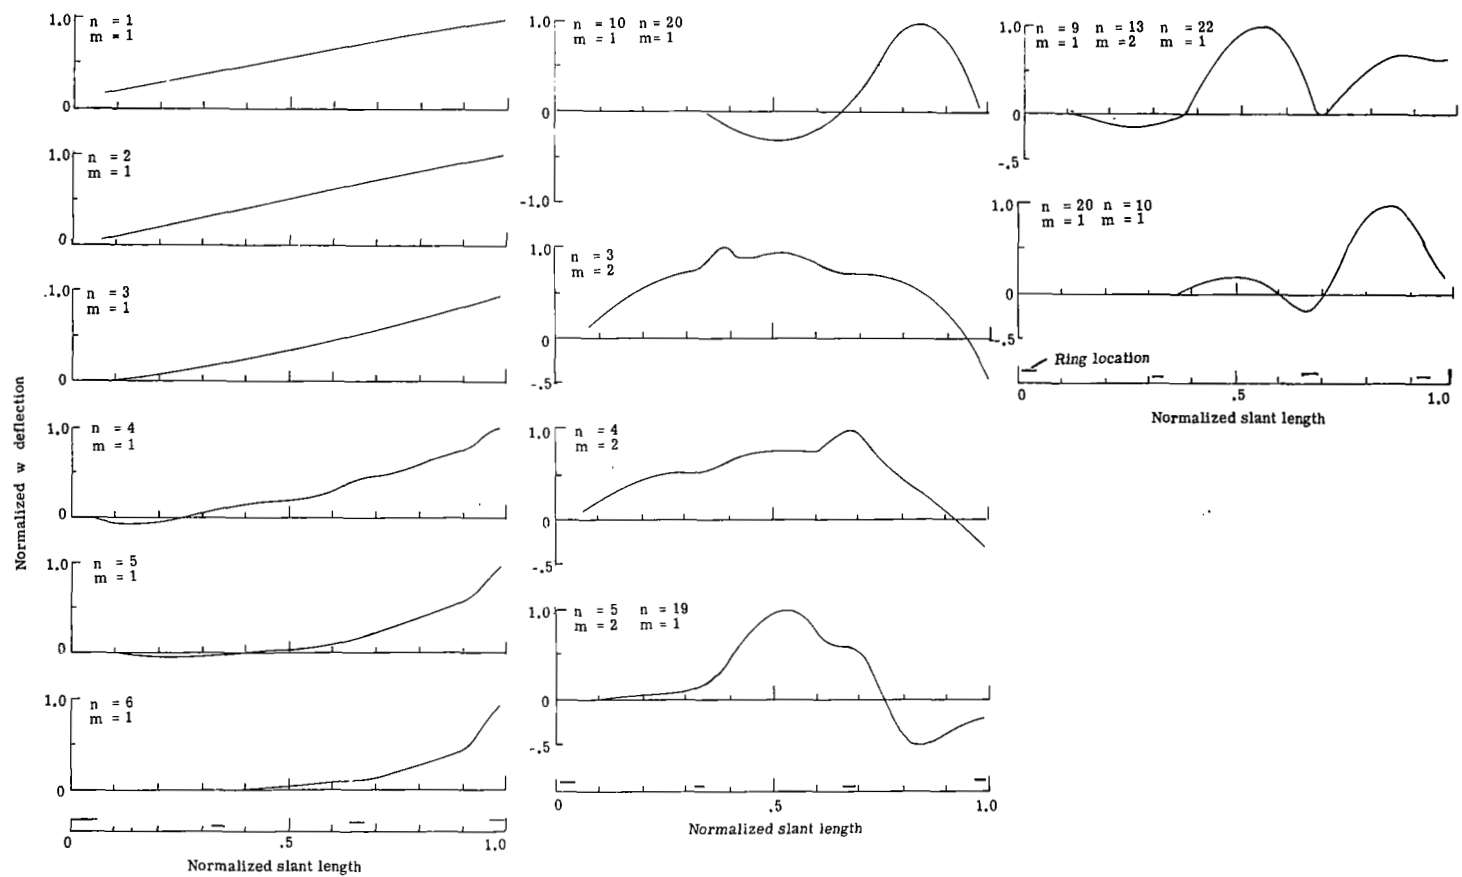 1.0
n = 1
m = 1
0
1.0
n = 2
m = 1
0
1.0
n = 3
m = 1
0
1.0
n = 4
m = 1
0
1.0
n = 5
m = 1
0
1.0
n = 6
m = 1
0
0 .5 1.0
Normalized slant length
Normalized w deflection
1.0
n = 10 n = 20
m = 1 m = 1
0
-1.0
1.0
n = 3
m = 2
0
-.5
1.0
n = 4
m = 2
0
-.5
1.0
n = 5 n = 19
m = 2 m = 1
0
-.5
0 .5 1.0
Normalized slant length
1.0
n = 9 n = 13 n = 22
m = 1 m = 2 m = 1
0
-.5
1.0
n = 20 n = 10
m = 1 m = 1
0
-.5
Ring location
0 .5 1.0
Normalized slant length